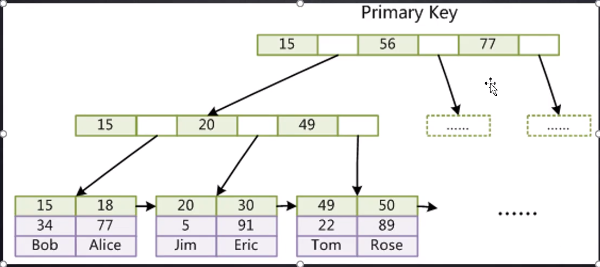 Primary Key
15 56 77
15 20 49 ...... ......
15 18 20 30 49 50
34 77 5 91 22 89 ......
Bob Alice Jim Eric Tom Rose